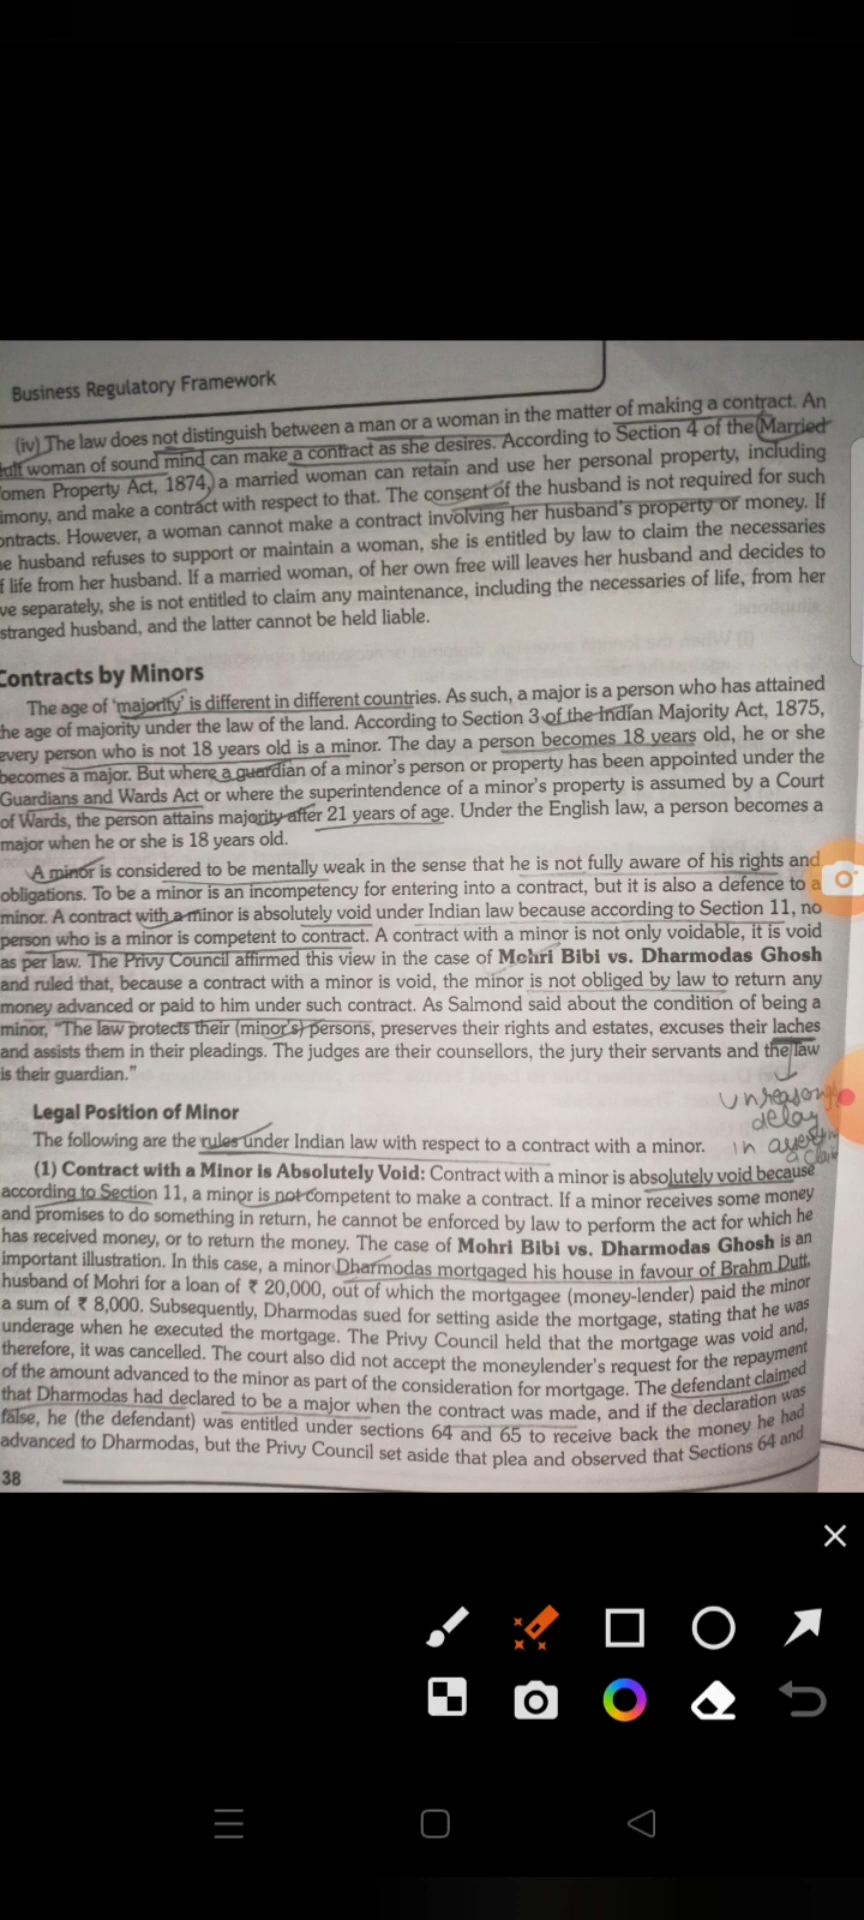 Business Regulatory Framework
(iv) The law does not distinguish between a man or a woman in the matter of making a contract. An
woman of sound mind can make a contract as she desires. According to Section 4 of the Married
omen Property Act, 1874, a married woman can retain and use her personal property, including
imony, and make a contract with respect to that. The consent of the husband is not required for such
ontracts. However, a woman cannot make a contract involving her husband's property or money. If
e husband refuses to support or maintain a woman, she is entitled by law to claim the necessaries
f life from her husband. If a married woman, of her own free will leaves her husband and decides to
ve separately, she is not entitled to claim any maintenance, including the necessaries of life, from her
stranged husband, and the latter cannot be held liable.
Contracts by Minors
The age of 'majority' is different in different countries. As such, a major is a person who has attained
he age of majority under the law of the land. According to Section 3 of the Indian Majority Act, 1875,
every person who is not 18 years old is a minor. The day a person becomes 18 years old, he or she
becomes a major. But where a guardian of a minor's person or property has been appointed under the
Guardians and Wards Act or where the superintendence of a minor's property is assumed by a Court
of Wards, the person attains majority after 21 years of age. Under the English law, a person becomes a
major when he or she is 18 years old.
A minor is considered to be mentally weak in the sense that he is not fully aware of his rights and
obligations. To be a minor is an incompetency for entering into a contract, but it is also a defence to a
minor. A contract with a minor is absolutely void under Indian law because according to Section 11, no
person who is a minor is competent to contract. A contract with a minor is not only voidable, it is void
as per law. The Privy Council affirmed this view in the case of Mohri Bibi vs. Dharmodas Ghosh
and ruled that, because a contract with a minor is void, the minor is not obliged by law to return any
money advanced or paid to him under such contract. As Salmond said about the condition of being a
minor, "The law protects their (minor's) persons, preserves their rights and estates, excuses their laches
and assists them in their pleadings. The judges are their counsellors, the jury their servants and the law
is their guardian."
Unreason
delay
in
a claim
Legal Position of Minor
The following are the rules under Indian law with respect to a contract with a minor.
(1) Contract with a Minor is Absolutely Void: Contract with a minor is absolutely void because
according to Section 11, a minor is not competent to make a contract. If a minor receives some money
and promises to do something in return, he cannot be enforced by law to perform the act for which he
has received money, or to return the money. The case of Mohri Bibi vs. Dharmodas Ghosh is an
important illustration. In this case, a minor Dharmodas mortgaged his house in favour of Brahm Dutt,
husband of Mohri for a loan of ₹ 20,000, out of which the mortgagee (money-lender) paid the minor
a sum of ₹ 8,000. Subsequently, Dharmodas sued for setting aside the mortgage, stating that he was
underage when he executed the mortgage. The Privy Council held that the mortgage was void and,
therefore, it was cancelled. The court also did not accept the moneylender's request for the repayment
of the amount advanced to the minor as part of the consideration for mortgage. The defendant claimed
that Dharmodas had declared to be a major when the contract was made, and if the declaration was
false, he (the defendant) was entitled under sections 64 and 65 to receive back the money he had
advanced to Dharmodas, but the Privy Council set aside that plea and observed that Sections 64 and
38